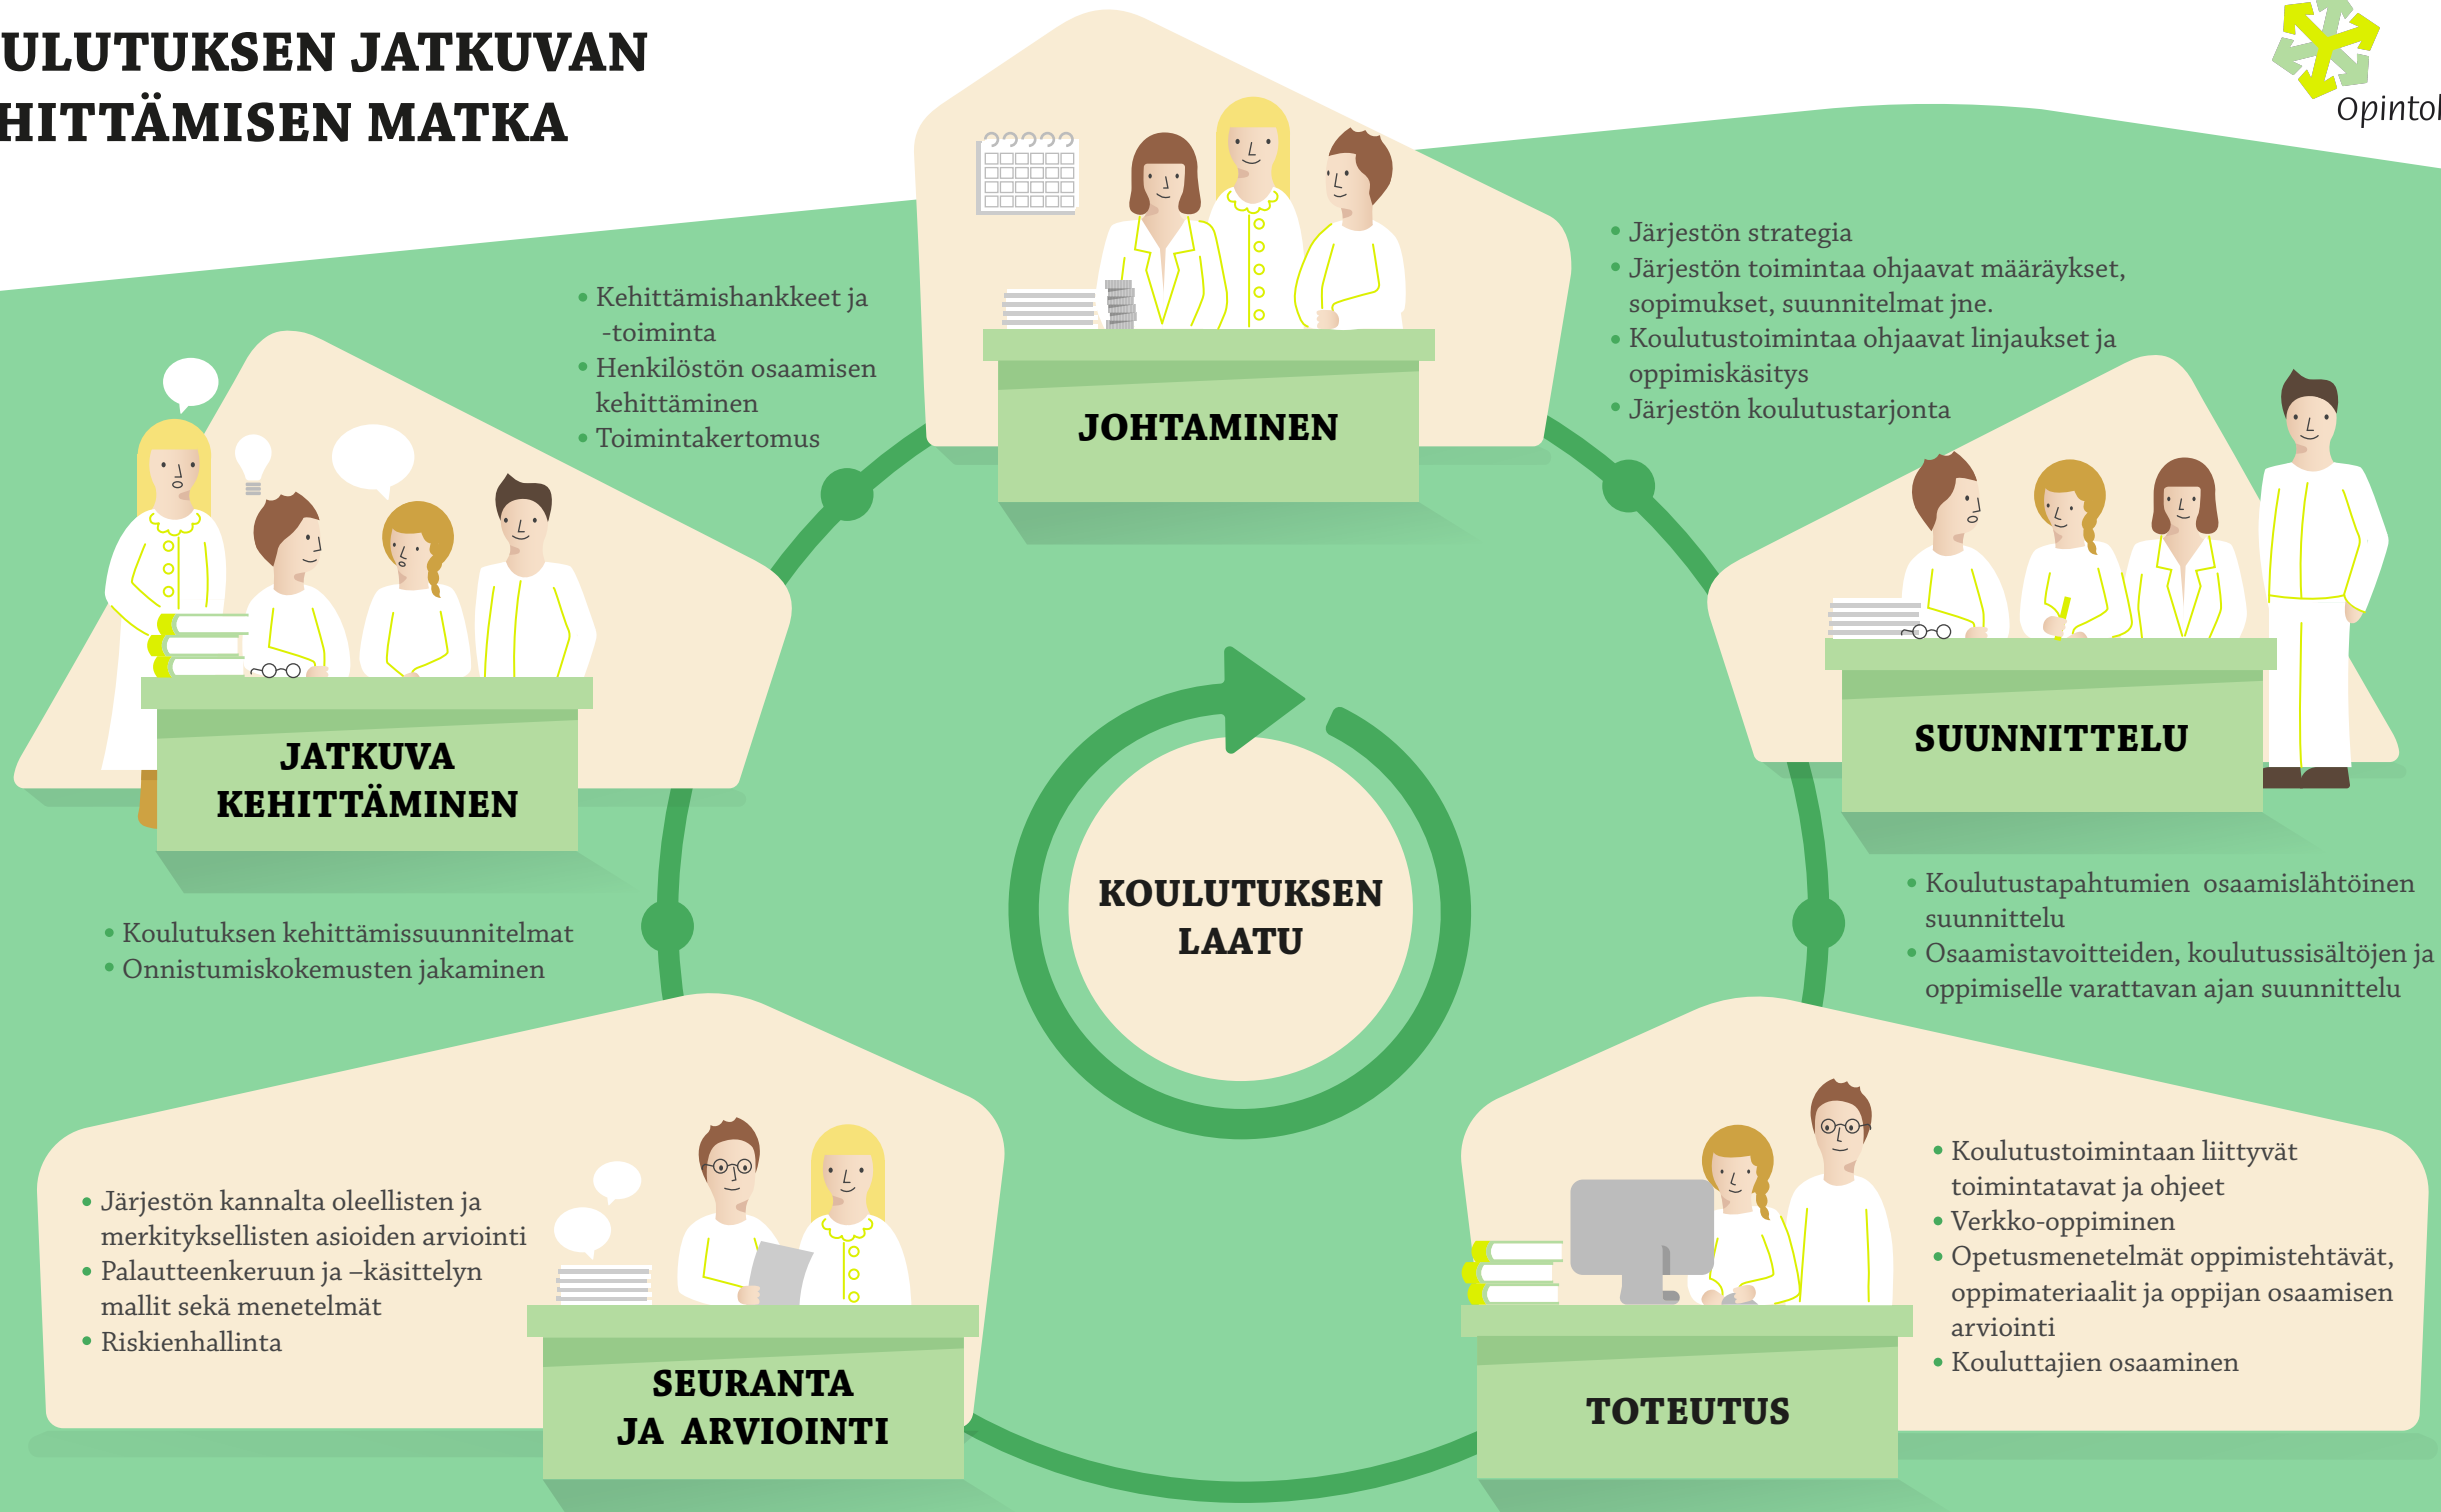 ULUTUKSEN JATKUVAN
HITTÄMISEN MATKA
Opintol
Kehittämishankkeet ja
-toiminta
Henkilöstön osaamisen
kehittäminen
Toimintakertomus
JOHTAMINEN
Järjestön strategia
Järjestön toimintaa ohjaavat määräykset,
sopimukset, suunnitelmat jne.
Koulutustoimintaa ohjaavat linjaukset ja
oppimiskäsitys
Järjestön koulutustarjonta
JATKUVA
KEHITTÄMINEN
SUUNNITTELU
KOULUTUKSEN
LAATU
Koulutuksen kehittämissuunnitelmat
Onnistumiskokemusten jakaminen
Koulutustapahtumien osaamislähtöinen
suunnittelu
Osaamistavoitteiden, koulutussisältöjen ja
oppimiselle varattavan ajan suunnittelu
Järjestön kannalta oleellisten ja
merkityksellisten asioiden arviointi
Palautteenkeruun ja –käsittelyn
mallit sekä menetelmät
Riskienhallinta
SEURANTA
JA ARVIOINTI
TOTEUTUS
Koulutustoimintaan liittyvät
toimintatavat ja ohjeet
Verkko-oppiminen
Opetusmenetelmät oppimistehtävät,
oppimateriaalit ja oppijan osaamisen
arviointi
Kouluttajien osaaminen